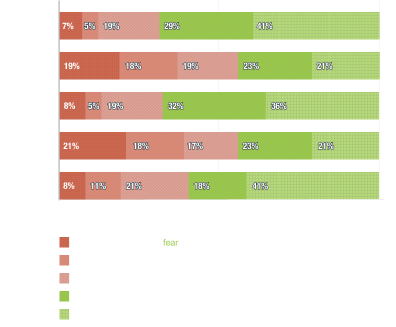 7% 5% 19% 29% 41%
19% 18% 19% 23% 21%
8% 5% 19% 32% 36%
21% 18% 17% 23% 21%
8% 11% 21% 18% 41%
fear